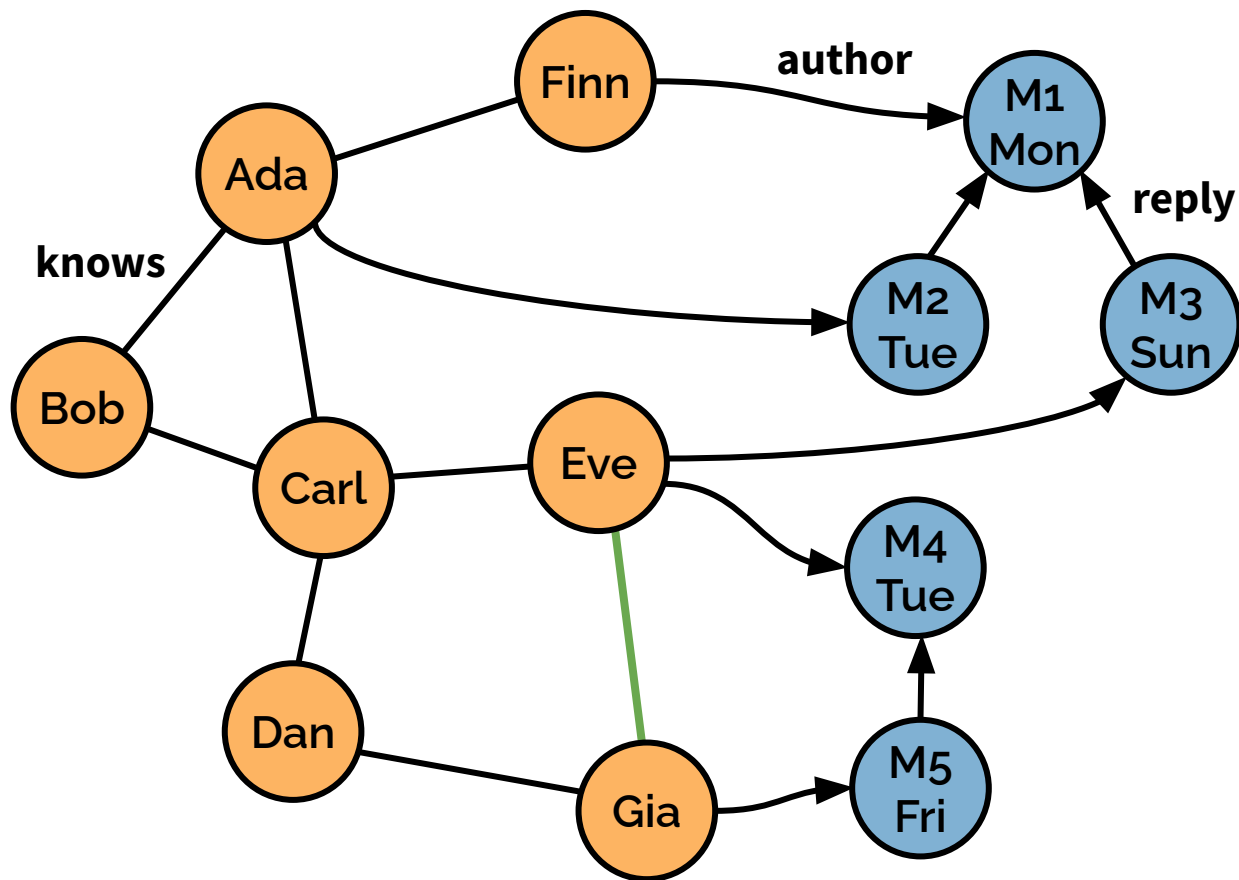 Finn
author
M1
Mon
Ada
reply
knows
M2
Tue
M3
Sun
Bob
Eve
Carl
M4
Tue
Dan
M5
Fri
Gia